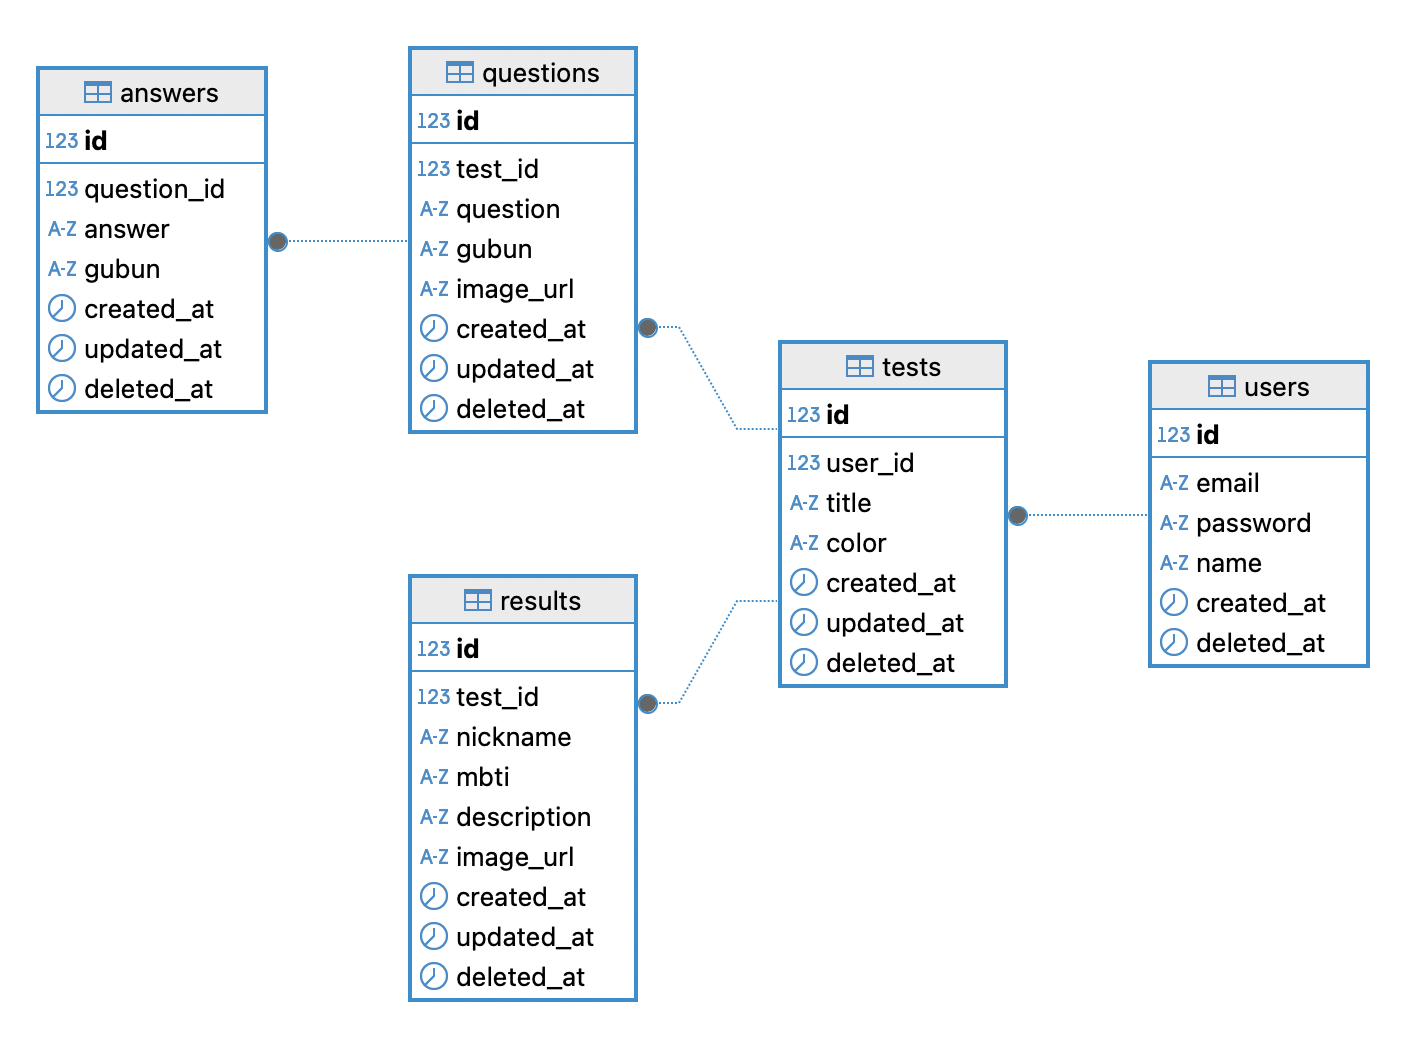 answers
123 id
123 question_id
A-Z answer
A-Z gubun
created_at
updated_at
deleted_at
questions
123 id
123 test_id
A-Z question
A-Z gubun
A-Z image_url
created_at
updated_at
deleted_at
tests
123 id
123 user_id
A-Z title
A-Z color
created_at
updated_at
deleted_at
users
123 id
A-Z email
A-Z password
A-Z name
created_at
deleted_at
results
123 id
123 test_id
A-Z nickname
A-Z mbti
A-Z description
A-Z image_url
created_at
updated_at
deleted_at